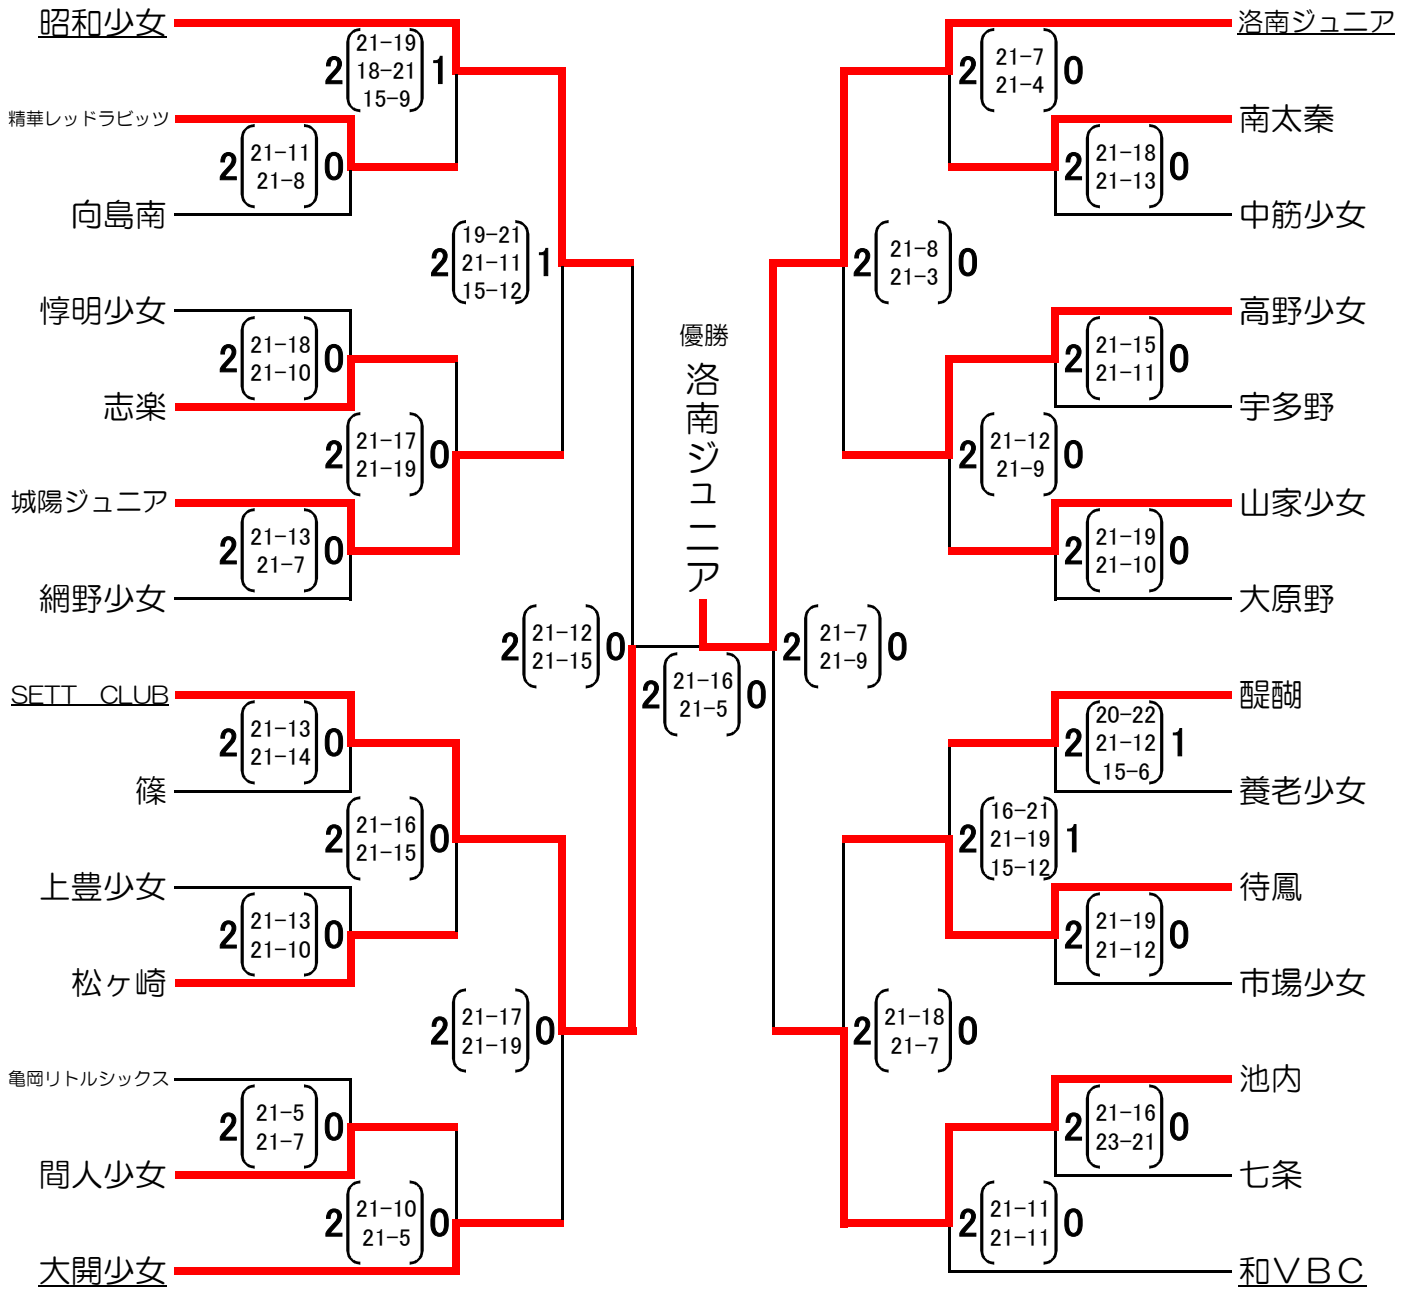 昭和少女
精華レッドラビッツ
向島南
惇明少女
志楽
城陽ジュニア
網野少女
SETT　CLUB
篠
上豊少女
松ヶ崎
亀岡リトルシックス
間人少女
大開少女
2 21-19 1
18-21
15-9
2 21-11 0
21-8
2 19-21 1
21-11
15-12
2 21-18 0
21-10
2 21-17 0
21-19
2 21-13 0
21-7
2 21-12 0
21-15
2 21-13 0
21-14
2 21-16 0
21-15
2 21-13 0
21-10
2 21-17 0
21-19
2 21-5 0
21-7
2 21-10 0
21-5
優勝
洛南ジュニア
2 21-16 0
21-5
2 21-7 0
21-4
2 21-18 0
21-13
2 21-8 0
21-3
2 21-15 0
21-11
2 21-12 0
21-9
2 21-19 0
21-10
2 21-7 0
21-9
2 20-22 1
21-12
15-6
2 16-21 1
21-19
15-12
2 21-19 0
21-12
2 21-18 0
21-7
2 21-16 0
23-21
2 21-11 0
21-11
洛南ジュニア
南太秦
中筋少女
高野少女
宇多野
山家少女
大原野
醍醐
養老少女
待鳳
市場少女
池内
七条
和VBC